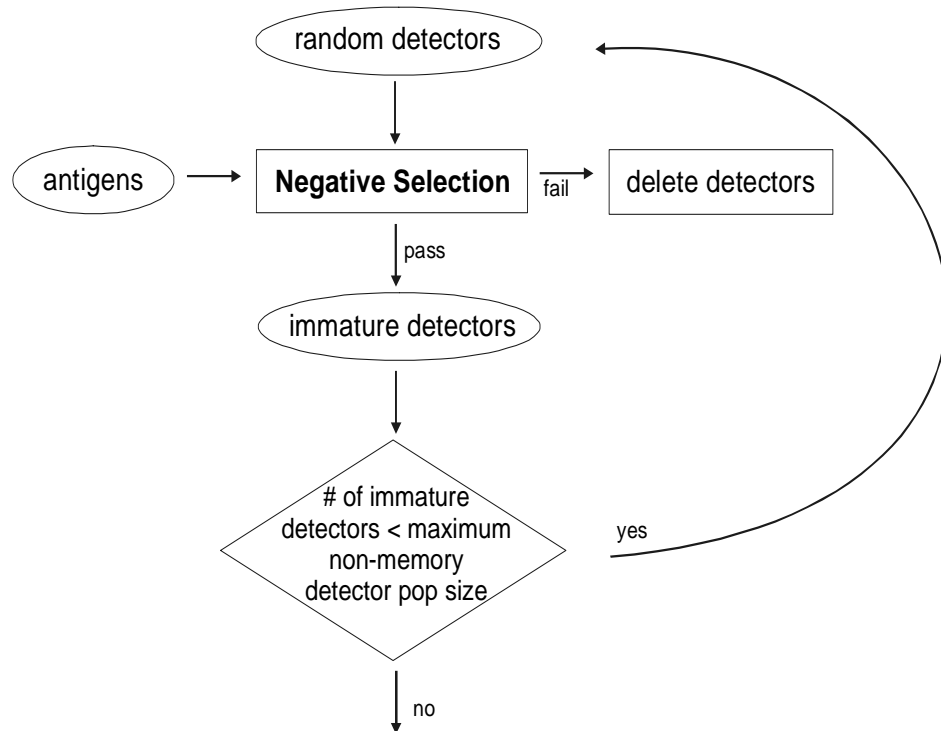 random detectors
antigens
Negative Selection
fail
delete detectors
pass
immature detectors
# of immature
detectors < maximum
non-memory
detector pop size
yes
no